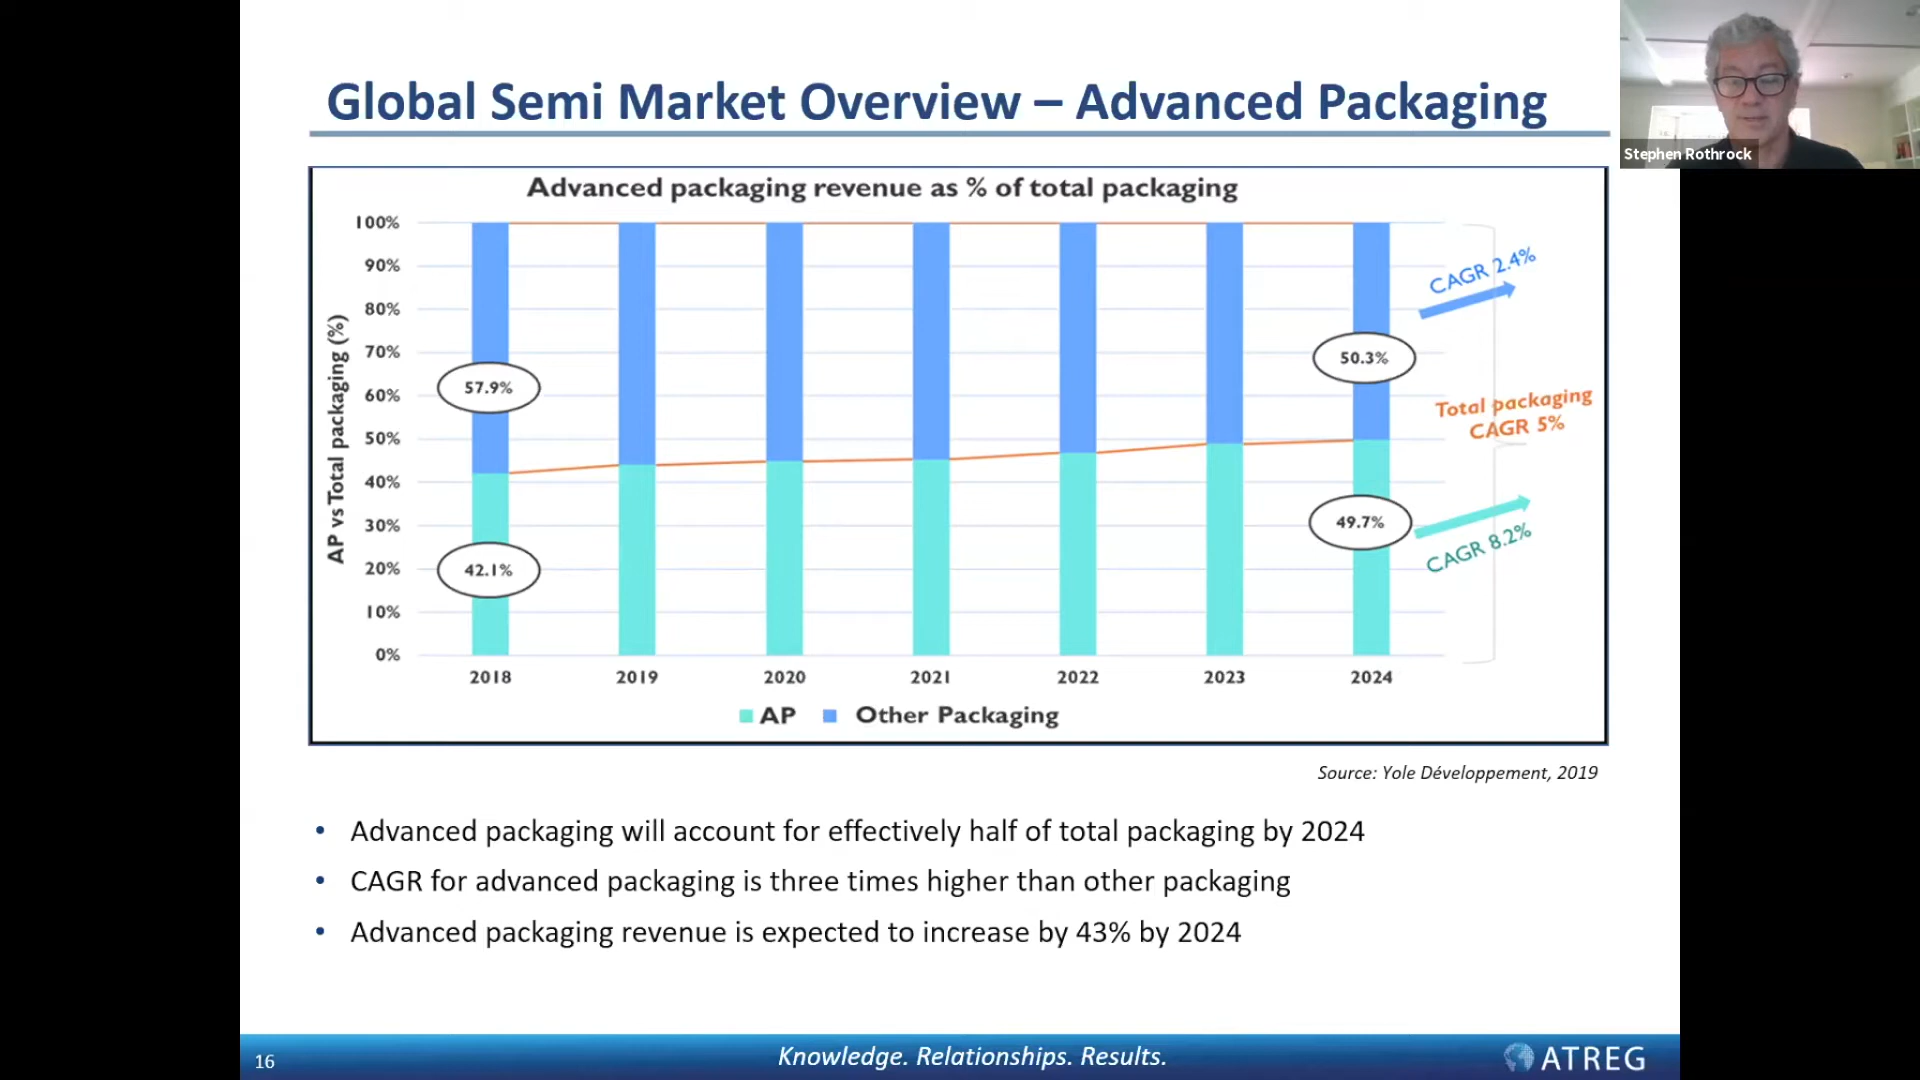 Global Semi Market Overview – Advanced Packaging
Stephen Rothrock
Advanced packaging revenue as % of total packaging
AP vs Total packaging (%)
100%
90%
80%
70%
60%
50%
40%
30%
20%
10%
0%
57.9%
42.1%
50.3%
49.7%
CAGR 2.4%
Total packaging
CAGR 5%
CAGR 8.2%
2018 2019 2020 2021 2022 2023 2024
AP Other Packaging
Source: Yole Développement, 2019
• Advanced packaging will account for effectively half of total packaging by 2024
• CAGR for advanced packaging is three times higher than other packaging
• Advanced packaging revenue is expected to increase by 43% by 2024
16
Knowledge. Relationships. Results.
ATREG